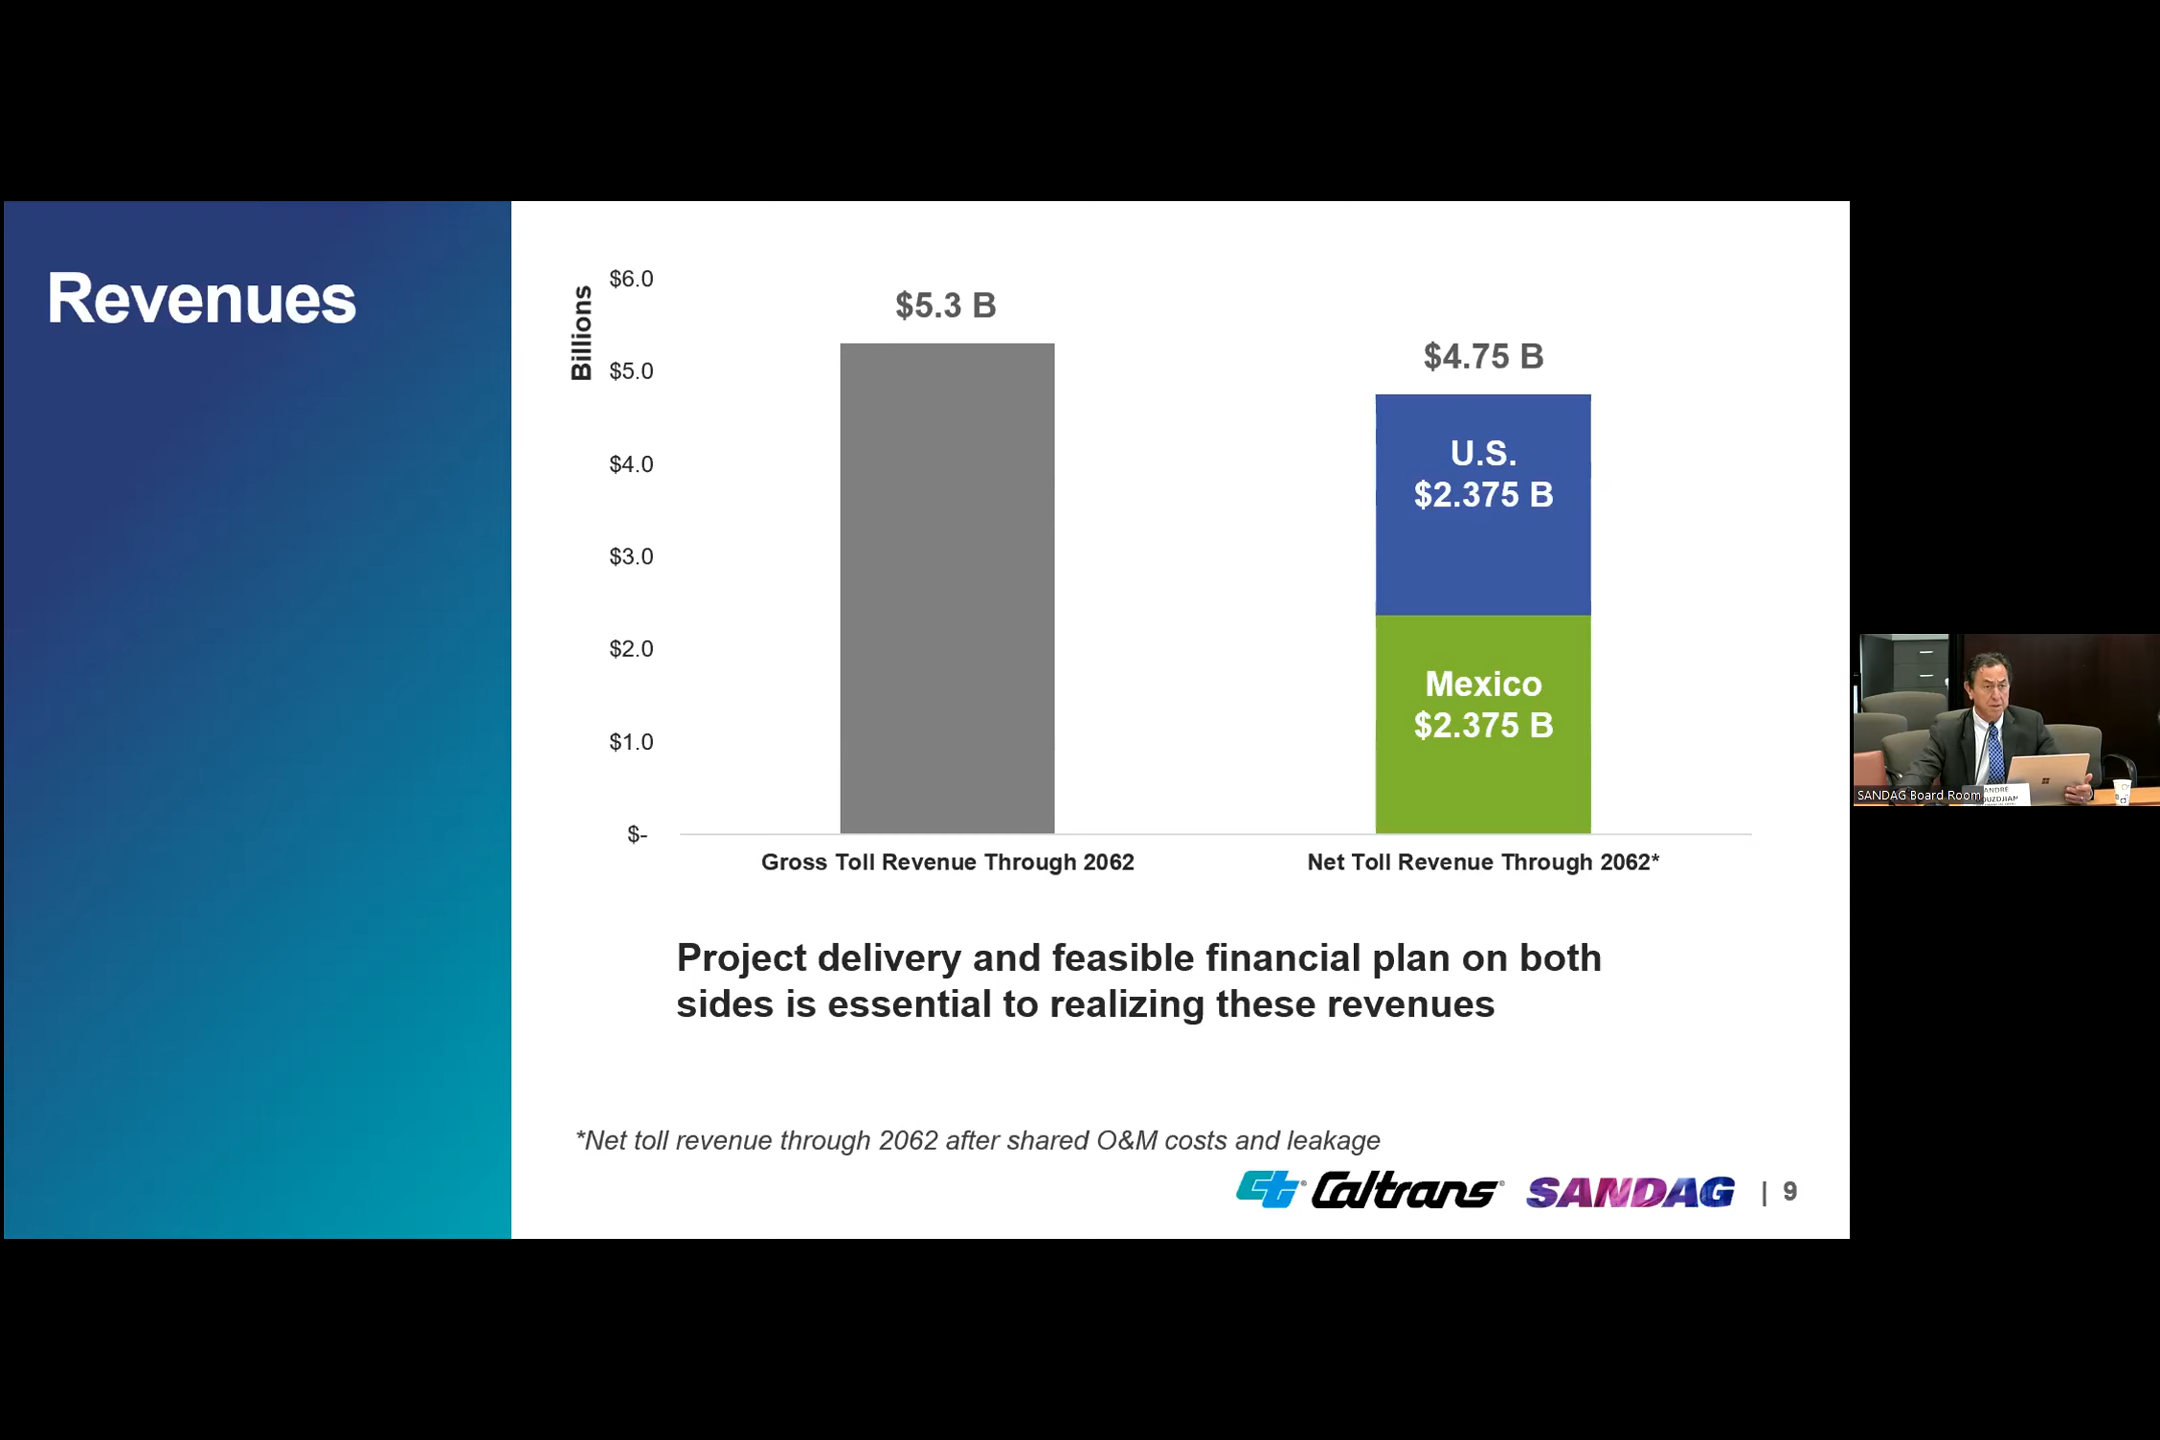 Revenues
Billions
$6.0
$5.0
$4.0
$3.0
$2.0
$1.0
$-
$5.3 B
$4.75 B
U.S.
$2.375 B
Mexico
$2.375 B
Gross Toll Revenue Through 2062
Net Toll Revenue Through 2062*
Project delivery and feasible financial plan on both
sides is essential to realizing these revenues
*Net toll revenue through 2062 after shared O&M costs and leakage
Caltrans SANDAG | 9
SANDAG Board Room
ANDRE